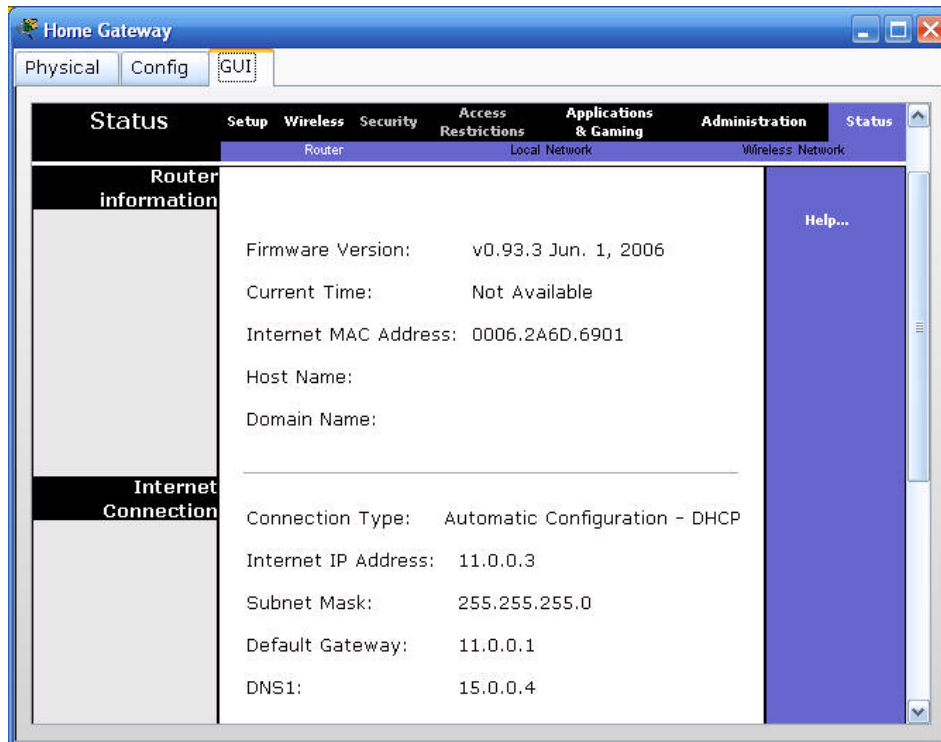 Home Gateway
Physical Config GUI
Status
Setup Wireless Security Access Restrictions Applications & Gaming Administration Status
Router Local Network Wireless Network
Router information
Help...
Firmware Version: v0.93.3 Jun. 1, 2006
Current Time: Not Available
Internet MAC Address: 0006.2A6D.6901
Host Name:
Domain Name:
Internet Connection
Connection Type: Automatic Configuration - DHCP
Internet IP Address: 11.0.0.3
Subnet Mask: 255.255.255.0
Default Gateway: 11.0.0.1
DNS1: 15.0.0.4